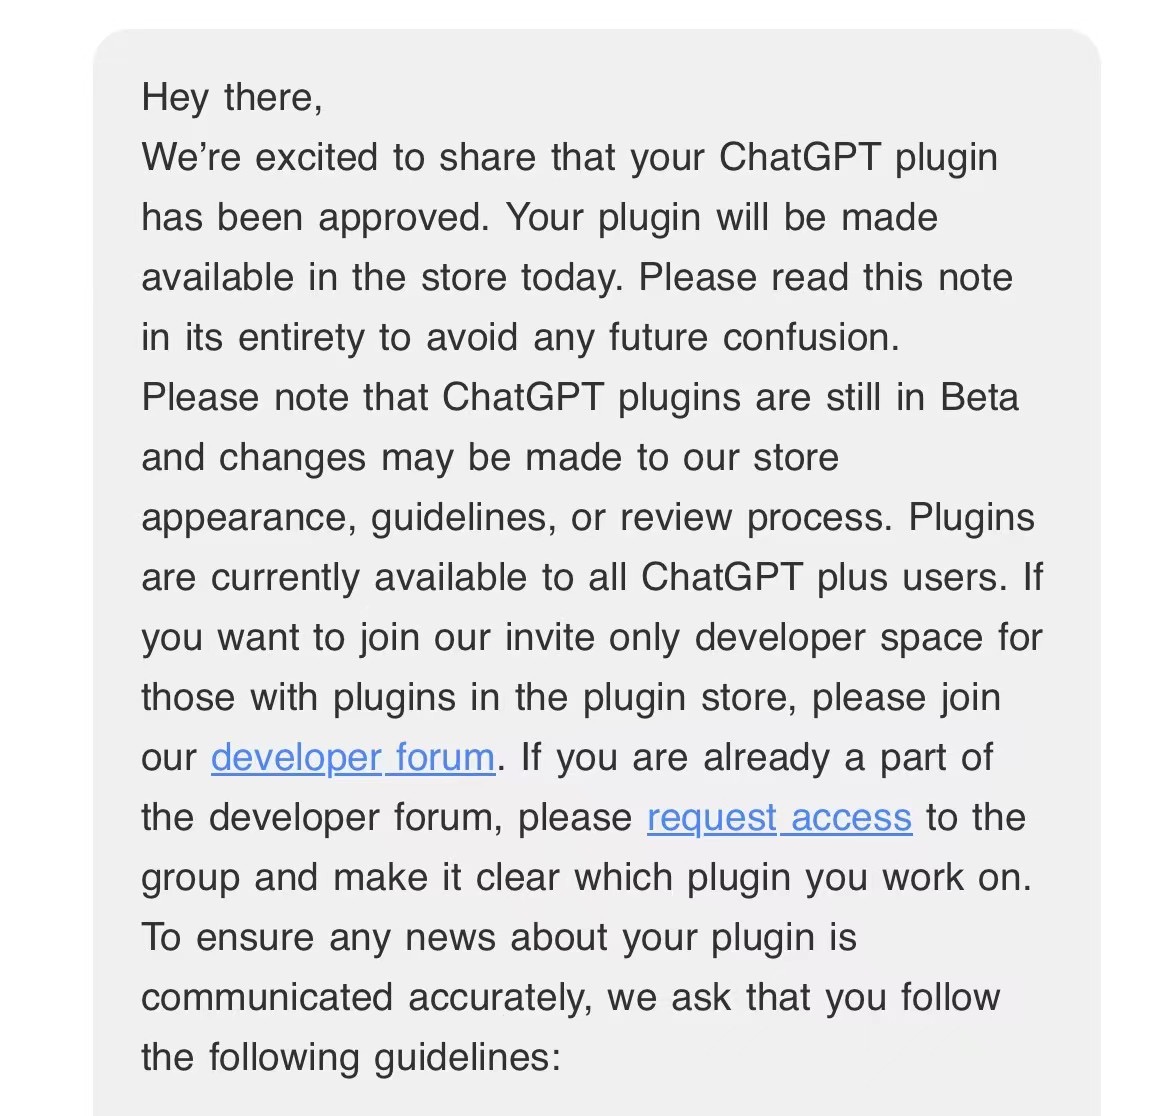 Hey there,
We’re excited to share that your ChatGPT plugin
has been approved. Your plugin will be made
available in the store today. Please read this note
in its entirety to avoid any future confusion.
Please note that ChatGPT plugins are still in Beta
and changes may be made to our store
appearance, guidelines, or review process. Plugins
are currently available to all ChatGPT plus users. If
you want to join our invite only developer space for
those with plugins in the plugin store, please join
our developer forum. If you are already a part of
the developer forum, please request access to the
group and make it clear which plugin you work on.
To ensure any news about your plugin is
communicated accurately, we ask that you follow
the following guidelines: